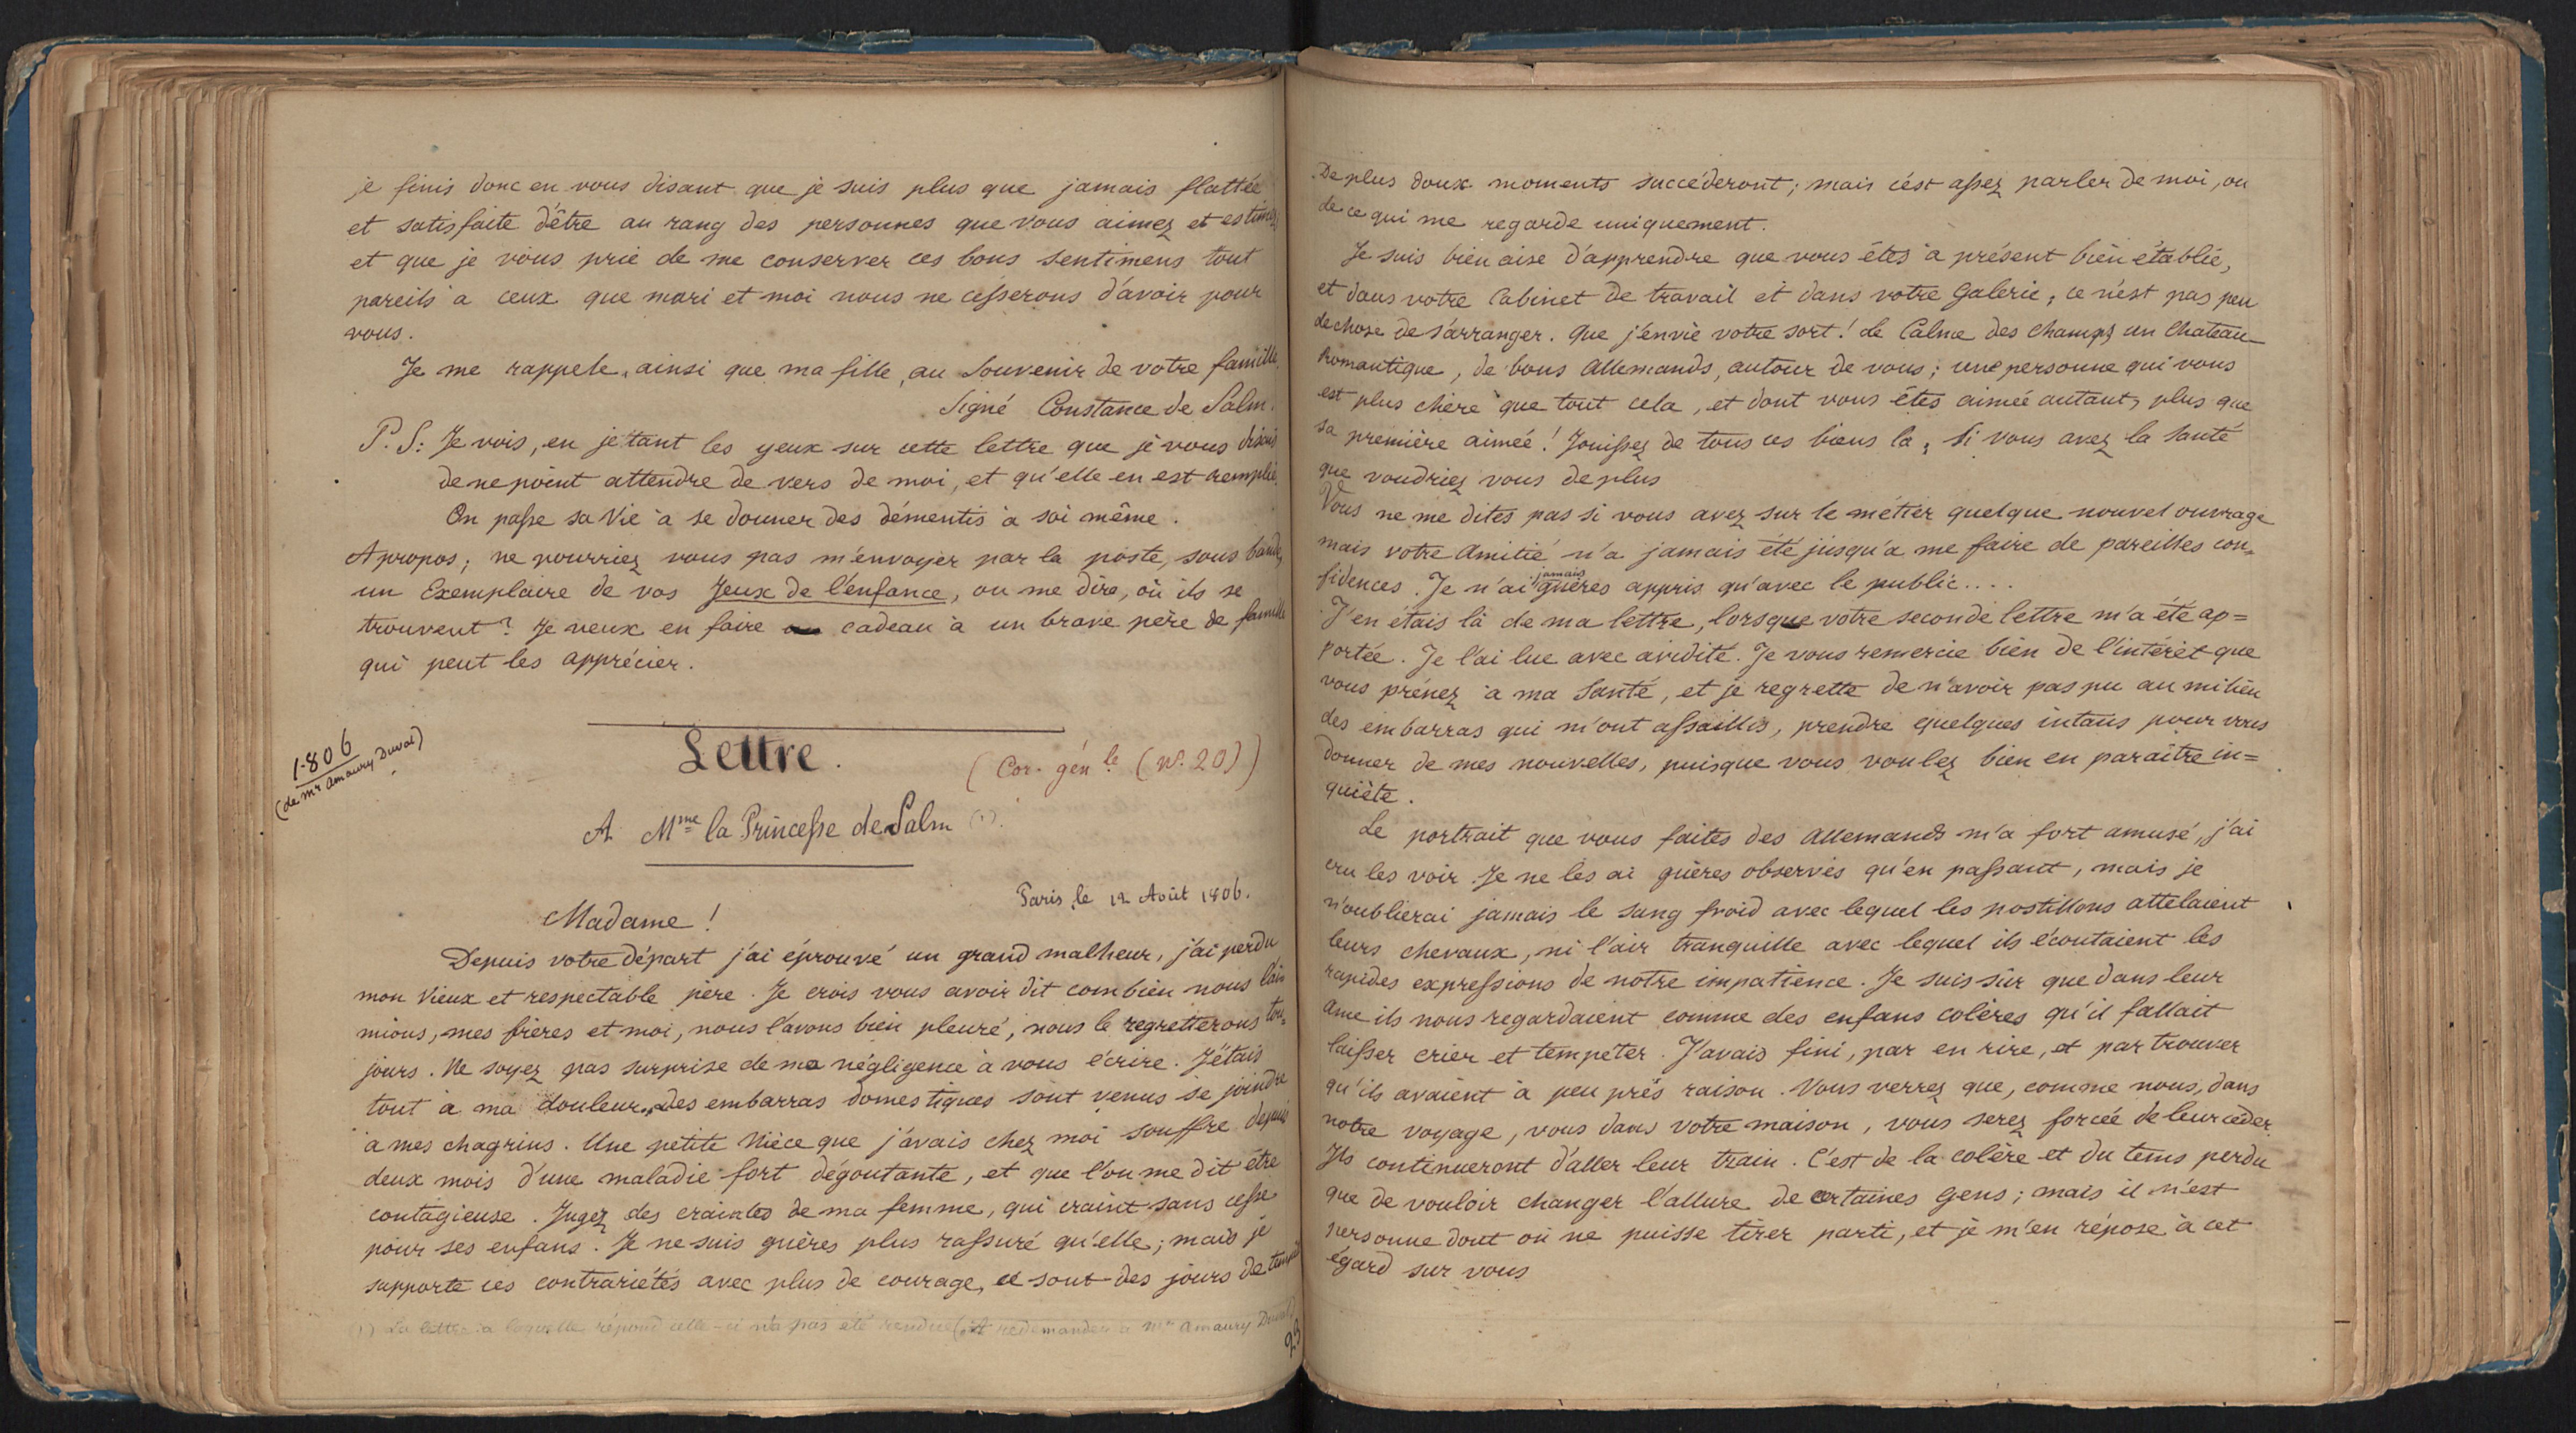 je finis donc en vous disant que je suis plus que jamais flattée
et satisfaite d'être au rang des personnes que vous aimez et estimez;
et que je vous prie de me conserver ces bons sentimens tout
pareils à ceux que mari et moi nous ne cesserons d'avoir pour
vous.
Je me rappele, ainsi que ma fille, au Souvenir de votre famille,
Signé Constance de Salm.
P. S: Je vois, en jetant les yeux sur cette lettre que je vous disais
de ne point attendre de vers de moi, et qu'elle en est remplie.
On passe sa Vie à se donner des démentis à soi même.
Apropos; ne pourriez vous pas m'envoyer par la poste, sous bande,
un Exemplaire de vos Jeux de l'enfance, ou me dire, où ils se
trouvent? Je veux en faire cadeau à un brave père de famille
qui peut les apprécier.
1806
(de mr Amaury Duval)
Lettre.
(Cor. génle. (No. 20))
A Mme la Princesse de Salm (1).
Paris, le 12 Août 1806.
Madame!
Depuis votre départ j'ai éprouvé un grand malheur, j'ai perdu
mon Vieux et respectable père. Je crois vous avoir dit combien nous l'ai
mions, mes frères et moi, nous l'avons bien pleuré, nous le regretterons tou=
jours. Ne soyez pas surprise de ma négligence à vous écrire. J'étais
tout à ma douleur. Des embarras domestiques sont venus se joindre
à mes chagrins. Une petite Nièce que j'avais chez moi souffre depuis
deux mois d'une maladie fort dégoutante, et que l'on me dit être
contagieuse. Jugez des craintes de ma femme, qui craint sans cesse
pour ses enfans. Je ne suis guères plus rassuré qu'elle; mais je
supporte ces contrariétés avec plus de courage, ce sont des jours de
(1) La lettre à laquelle répond celle-ci n'a pas été rendue (à redemander à Mr Amaury Duval)
23
De plus doux moments succéderont; mais c'est assez parler de moi, ou
de ce qui me regarde uniquement.
Je suis bien aise d'apprendre que vous êtes à présent bien établie,
et dans votre Cabinet de travail et dans votre Galerie; ce n'est pas peu
de chose de s'arranger. Que j'envie votre sort! Le Calme des champs un Chateau
Romantique, de bons Allemands, autour de vous; une personne qui vous
est plus chère que tout cela, et dont vous êtes aimée autant, plus que
sa première aimée! Jouissez de tous ces biens là; Si vous avez la Santé
que voudriez vous de plus
Vous ne me dites pas si vous avez sur le métier quelque nouvel ouvrage
mais votre Amitié n'a jamais été jusqu'à me faire de pareilles con=
fidences. Je n'ai jamais guères appris qu'avec le public....
J'en étais là de ma lettre, lorsque votre seconde lettre m'a été ap=
portée. Je l'ai lue avec avidité. Je vous remercie bien de l'intérêt que
vous prénez à ma Santé, et je regrette de n'avoir pas pu au milieu
des embarras qui m'ont assaillis, prendre quelques intans pour vous
donner de mes nouvelles, puisque vous voulez bien en paraître in=
quiète.
Le portrait que vous faites des Allemands m'a fort amusé, j'ai
cru les voir. Je ne les ai guères observés qu'en passant, mais je
n'oublierai jamais le sang froid avec lequel les postillons attelaient
leurs chevaux, ni l'air tranquille avec lequel ils écoutaient les
rapides expressions de notre impatience. Je suis sûr que dans leur
Ame ils nous regardaient comme des enfans colères qu'il fallait
laisser crier et tempéter. J'avais fini, par en rire, et par trouver
qu'ils avaient à peu près raison. Vous verrez que, comme nous, dans
notre voyage, vous dans votre maison, vous serez forcée de leur céder.
Ils continueront d'aller leur train. C'est de la colère et du tems perdu
que de vouloir changer l'allure de certaines Gens; mais il n'est
personne dont on ne puisse tirer parti, et je m'en répose à cet
égard sur vous